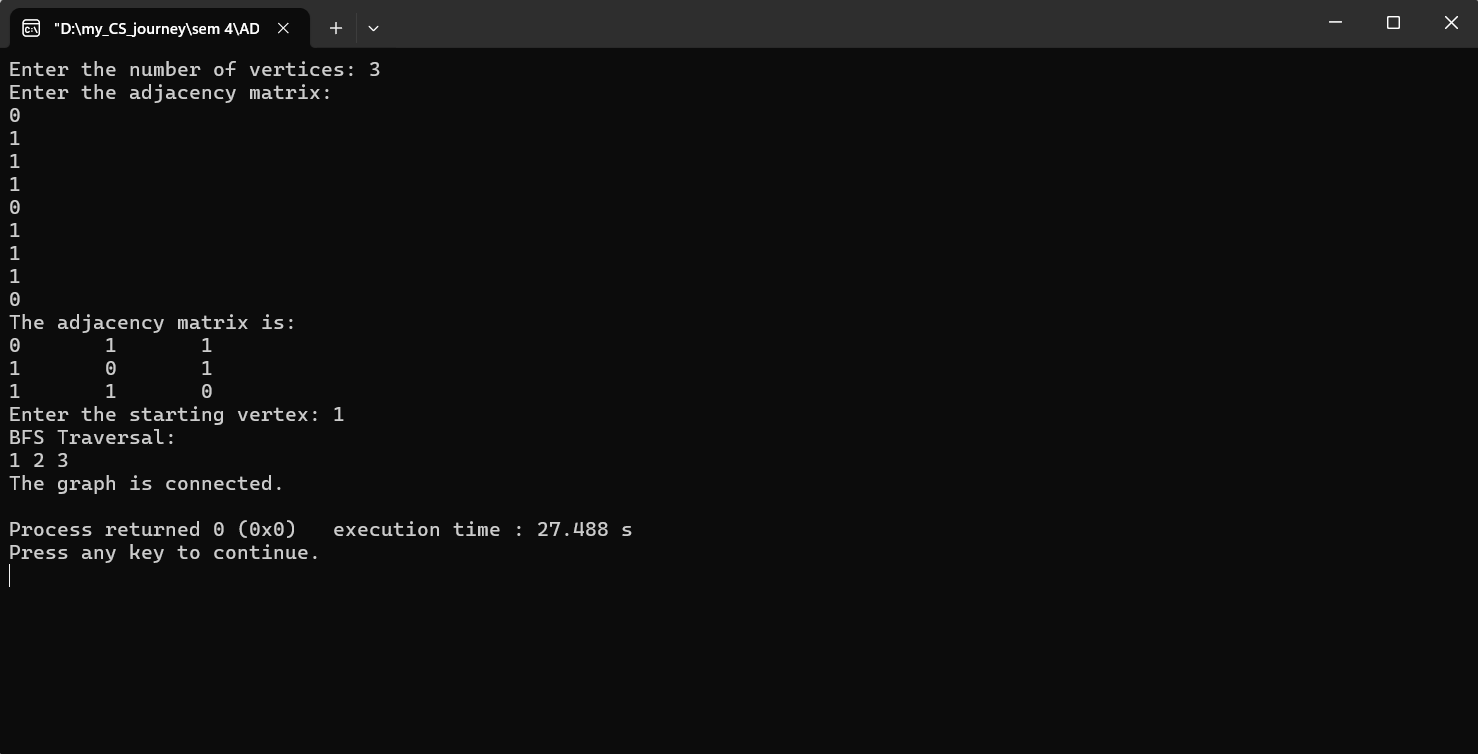 "D:\my_CS_journey\sem 4\AD
Enter the number of vertices: 3
Enter the adjacency matrix:
0
1
1
1
0
1
1
1
0
The adjacency matrix is:
0       1       1
1       0       1
1       1       0
Enter the starting vertex: 1
BFS Traversal:
1 2 3
The graph is connected.

Process returned 0 (0x0)   execution time : 27.488 s
Press any key to continue.